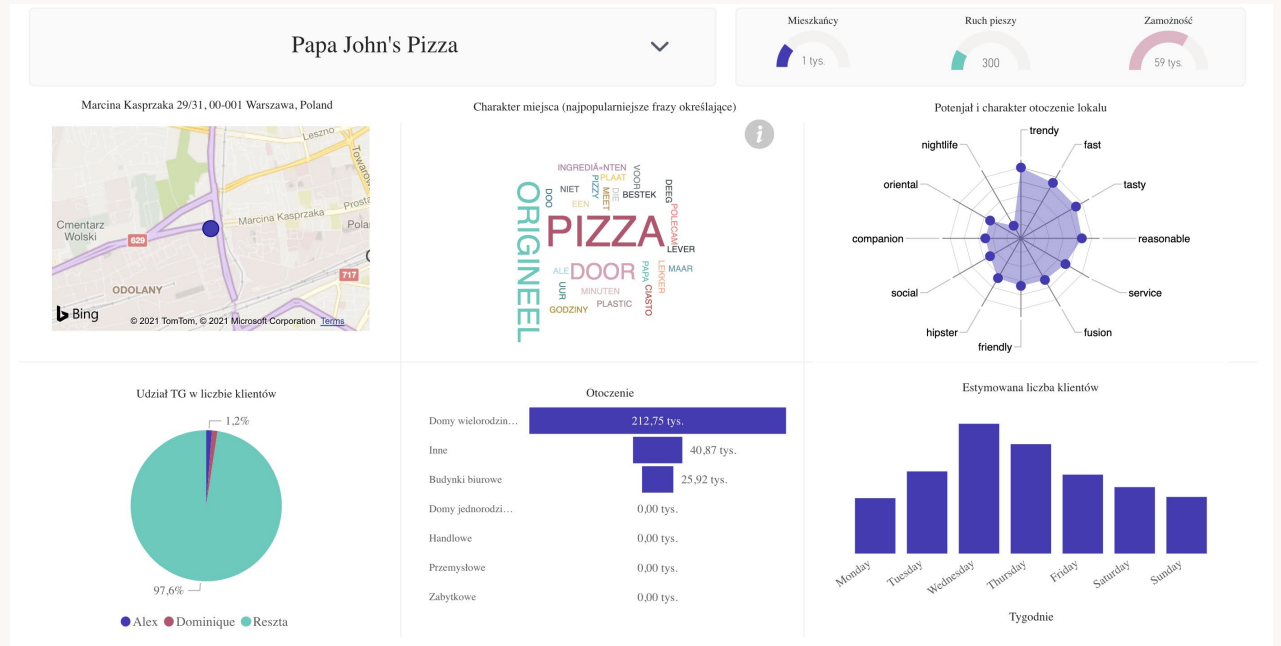 Papa John's Pizza
Mieszkańcy
1 tys.
Ruch pieszy
300
Zamożność
59 tys.
Marcina Kasprzaka 29/31, 00-001 Warszawa, Poland
Leszno
Towarow
Marcina Kasprzaka
Prosta
Cmentarz
Wolski
629
717
ODOLANY
Bing
© 2021 TomTom, © 2021 Microsoft Corporation Terms
Charakter miejsca (najpopularniejsze frazy określające)
i
INGREDIÃ«NTEN
VOOR
PLAAT
PIZZY
NIET
DOO
MEET
DIE
BESTEK
DEEG
EEN
ORIGINEEL
PIZZA
POLECAM
LEVER
ALE
DOOR
PAPA
LEKKER
MAAR
UUR
MINUTEN
CIASTO
GODZINY
PLASTIC
Potenjał i charakter otoczenie lokalu
trendy
nightlife
fast
oriental
tasty
companion
reasonable
social
service
hipster
fusion
friendly
Udział TG w liczbie klientów
1,2%
97,6%
Alex Dominique Reszta
Otoczenie
Domy wielorodzin… 212,75 tys.
Inne 40,87 tys.
Budynki biurowe 25,92 tys.
Domy jednorodzi… 0,00 tys.
Handlowe 0,00 tys.
Przemysłowe 0,00 tys.
Zabytkowe 0,00 tys.
Estymowana liczba klientów
Monday Tuesday Wednesday Thursday Friday Saturday Sunday
Tygodnie